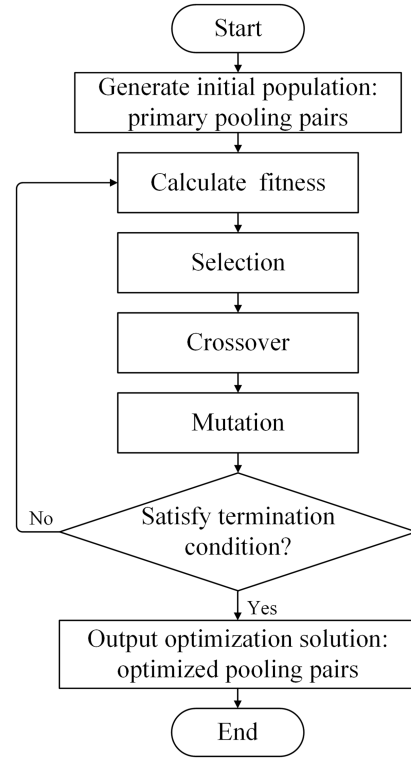 Start
Generate initial population:
primary pooling pairs
Calculate fitness
Selection
Crossover
Mutation
Satisfy termination
condition?
No
Yes
Output optimization solution:
optimized pooling pairs
End